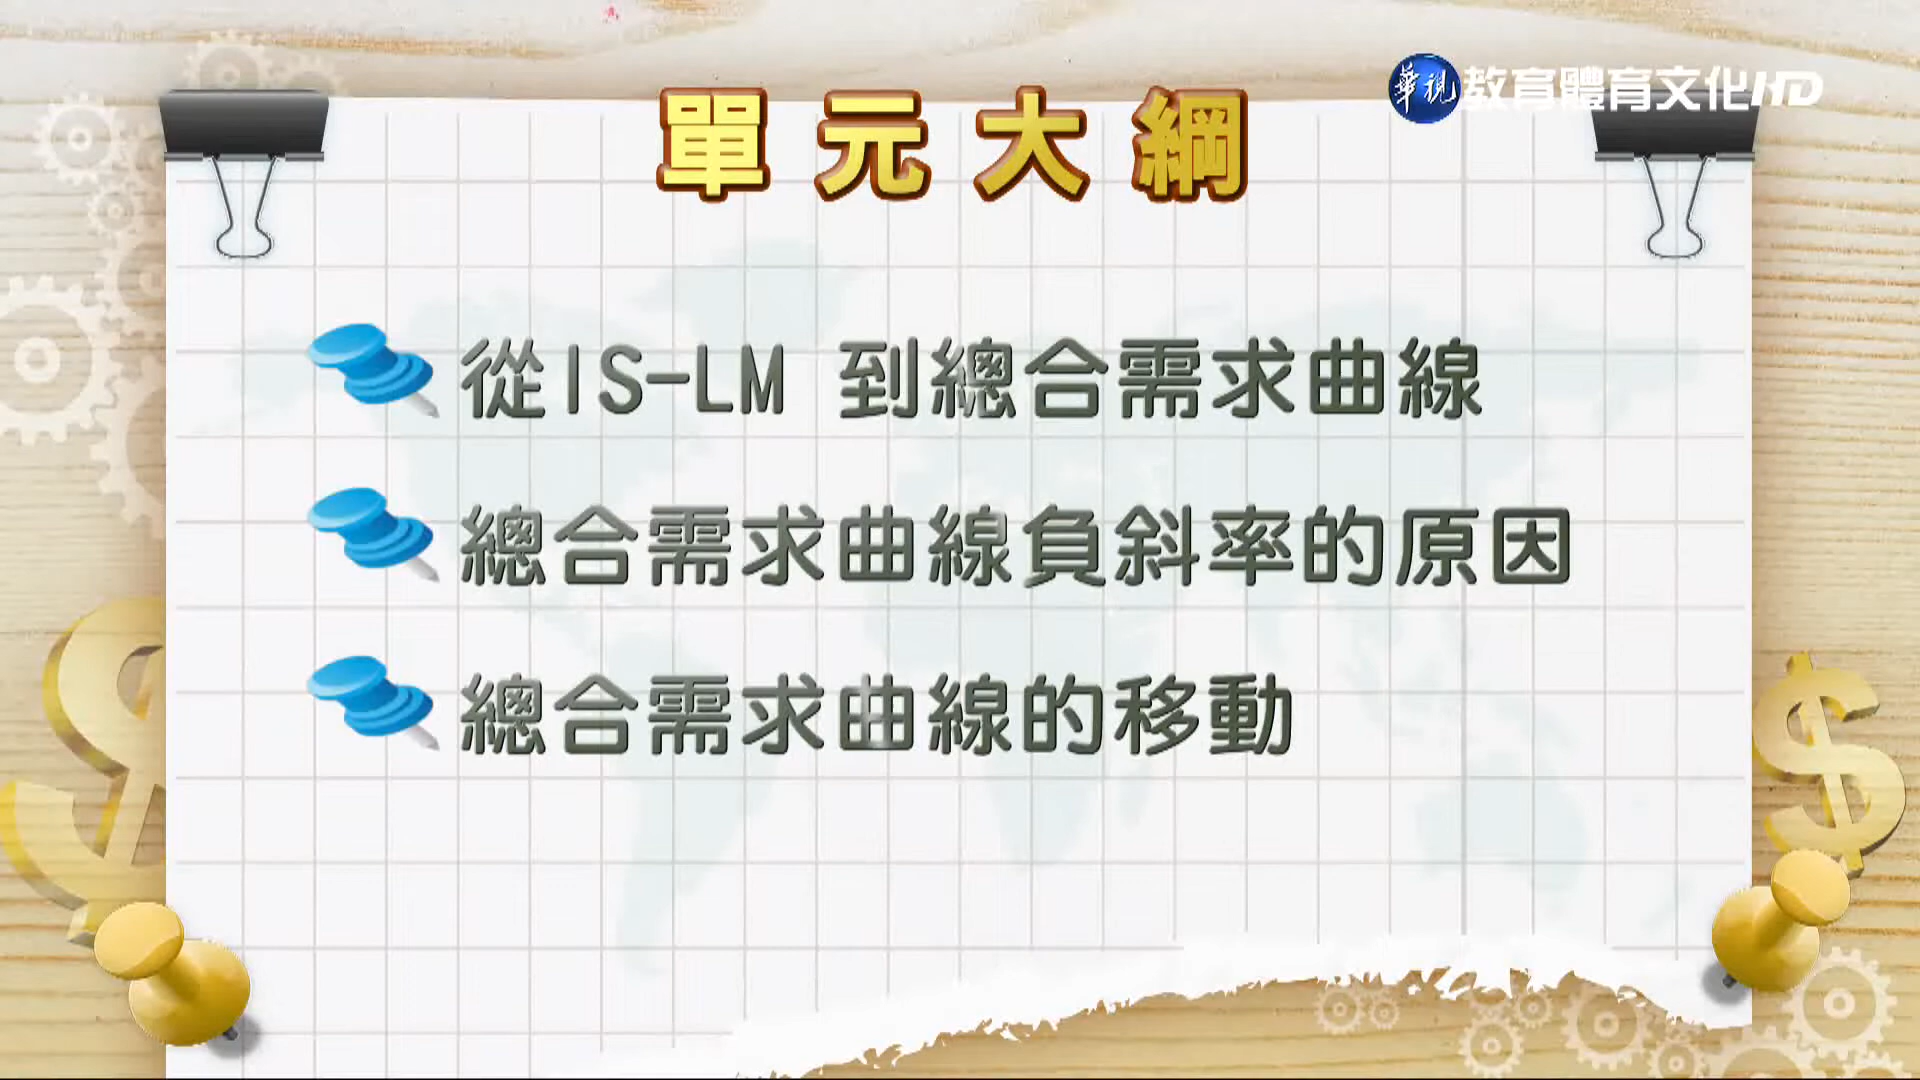 華視 教育體育文化HD
單元大綱
從IS-LM 到總合需求曲線
總合需求曲線負斜率的原因
總合需求曲線的移動